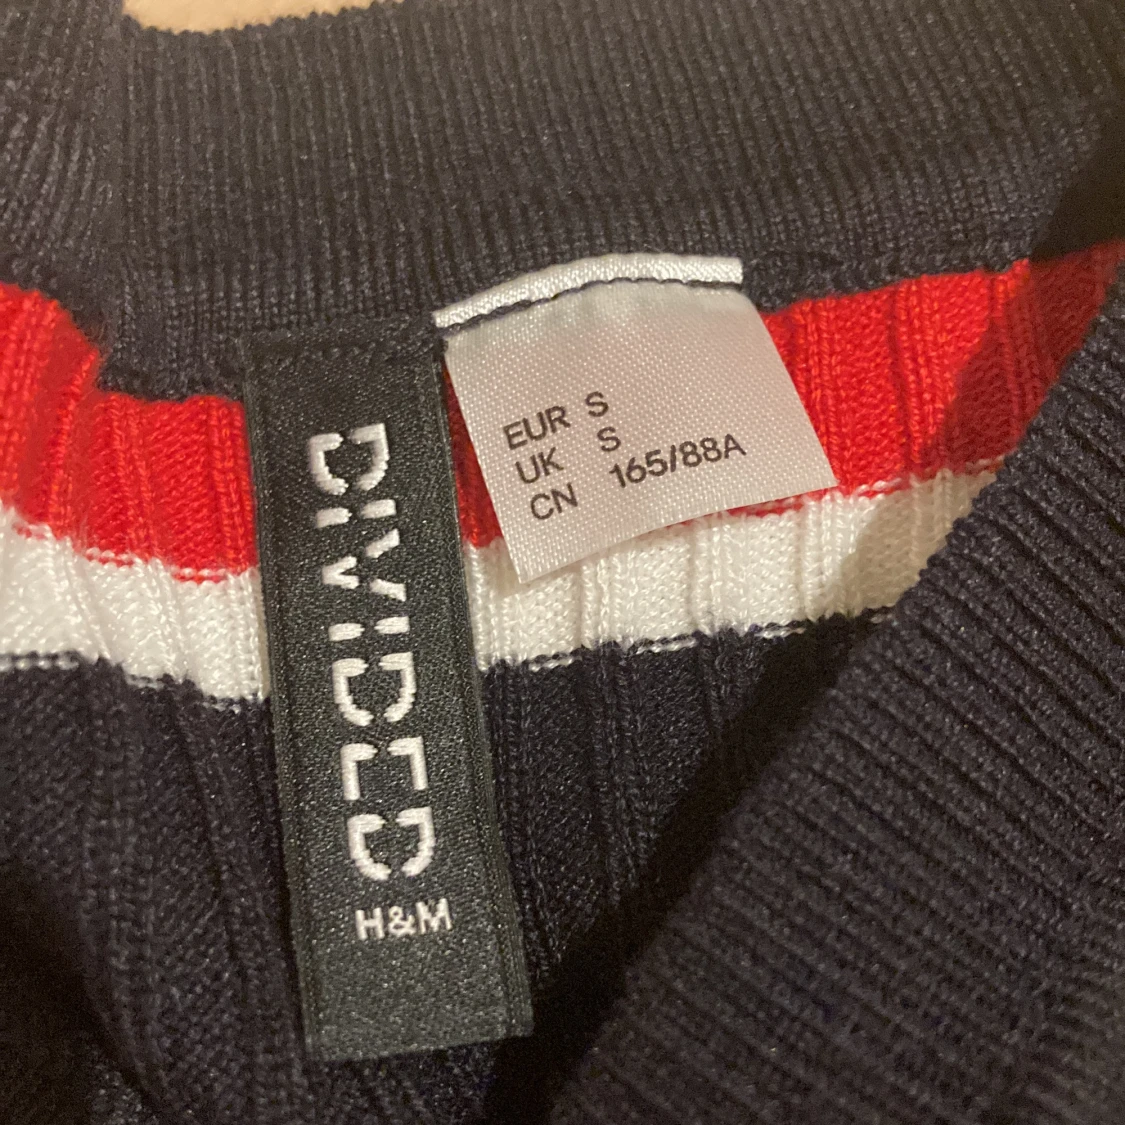 DIVIDED
H&M
EUR S
UK S
CN 165/88A